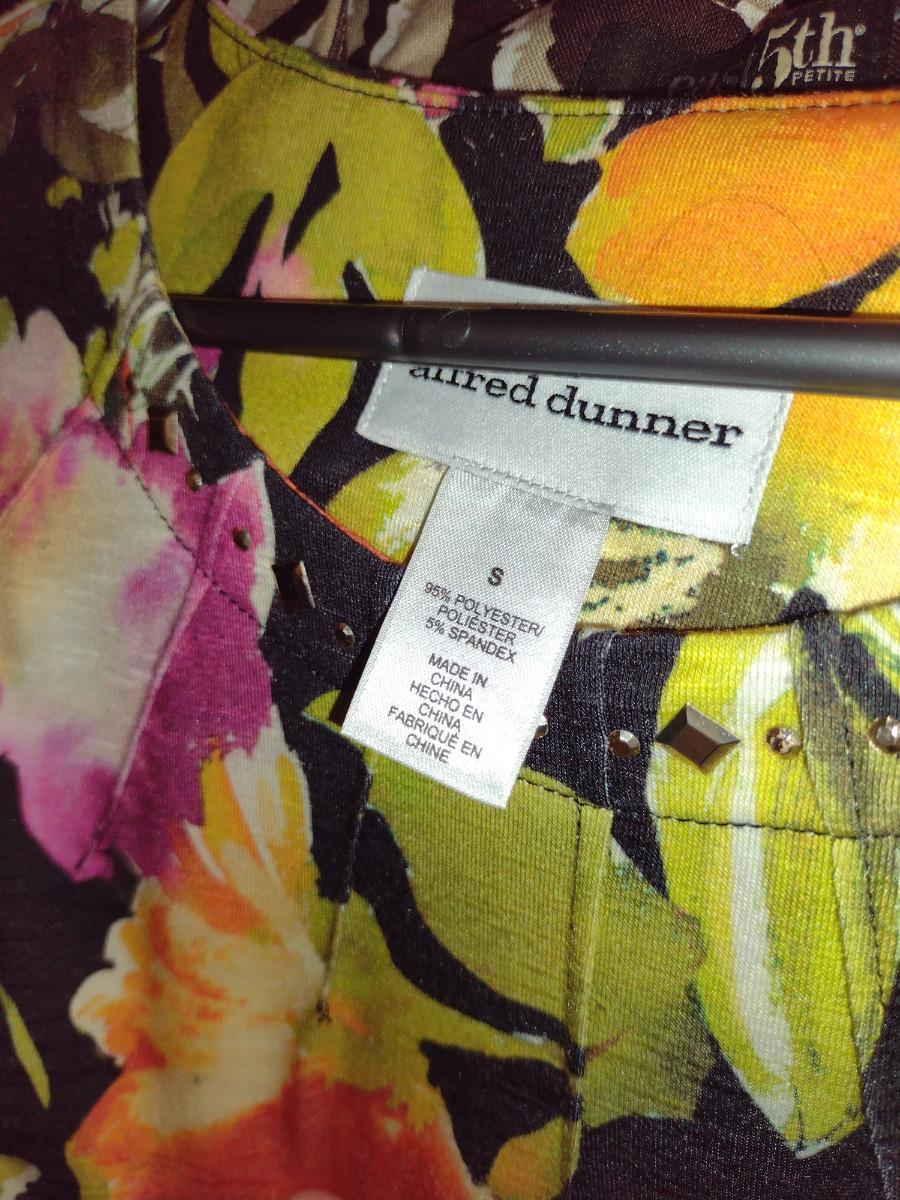 5th
PETITE
alfred dunner
S
95% POLYESTER/
POLIÉSTER
5% SPANDEX
MADE IN
CHINA
HECHO EN
CHINA
FABRIQUÉ EN
CHINE